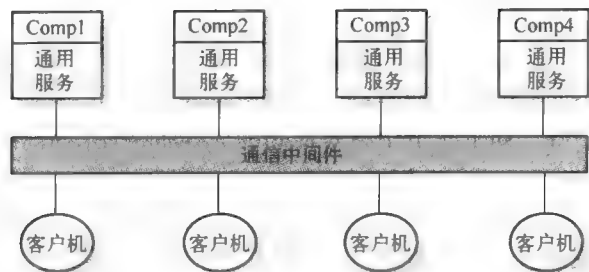 Comp1 Comp2 Comp3 Comp4
通用 通用 通用 通用
服务 服务 服务 服务
通信中间件
客户机 客户机 客户机 客户机